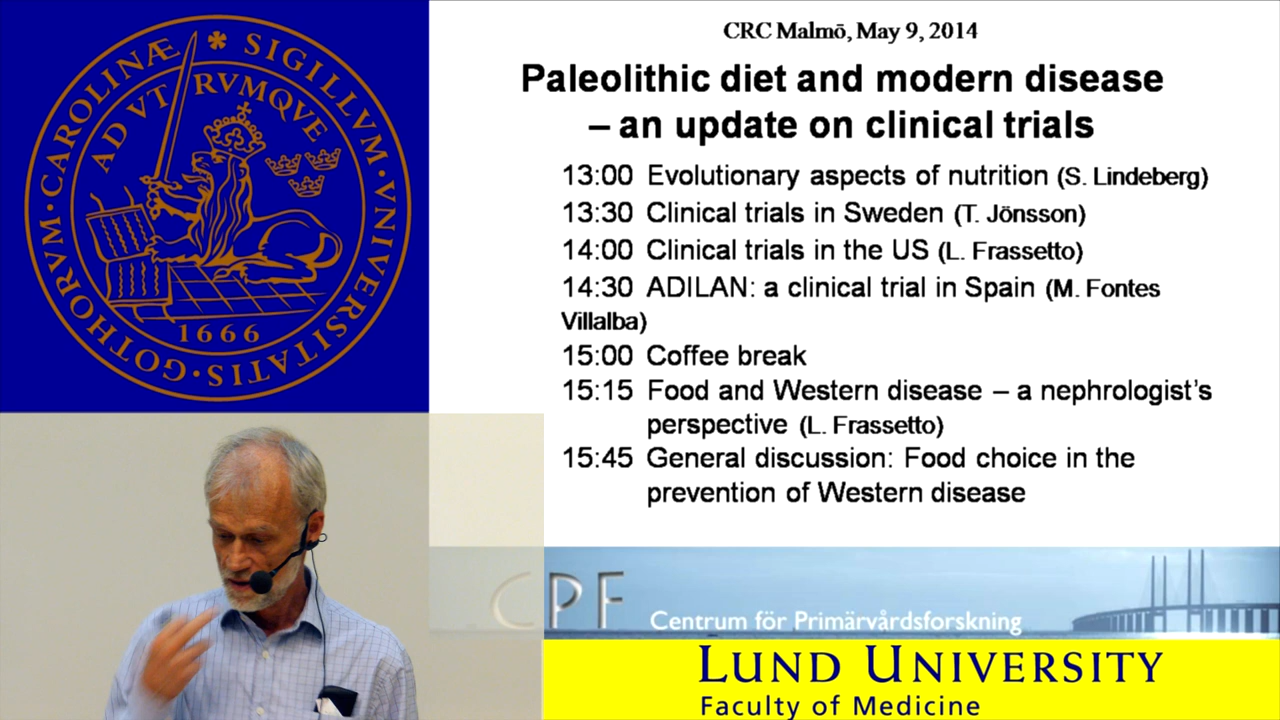 SIGILLVM·VNIVERSITATIS·GOTHORVM·CAROLINÆ
AD VTRVMQVE
1666
CRC Malmō, May 9, 2014
Paleolithic diet and modern disease
– an update on clinical trials
13:00 Evolutionary aspects of nutrition (S. Lindeberg)
13:30 Clinical trials in Sweden (T. Jönsson)
14:00 Clinical trials in the US (L. Frassetto)
14:30 ADILAN: a clinical trial in Spain (M. Fontes
Villalba)
15:00 Coffee break
15:15 Food and Western disease – a nephrologist's
perspective (L. Frassetto)
15:45 General discussion: Food choice in the
prevention of Western disease
CPF
Centrum för Primärvårdsforskning
LUND UNIVERSITY
Faculty of Medicine